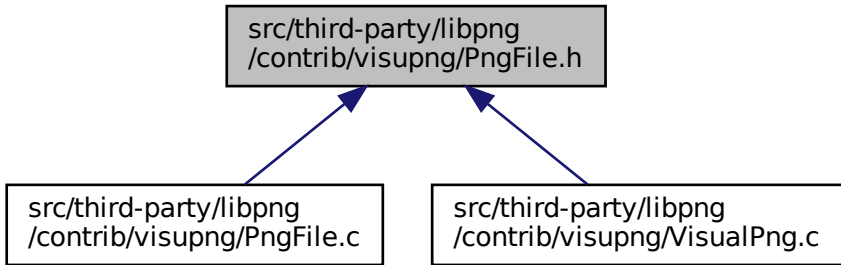 src/third-party/libpng
/contrib/visupng/PngFile.h
src/third-party/libpng
/contrib/visupng/PngFile.c
src/third-party/libpng
/contrib/visupng/VisualPng.c